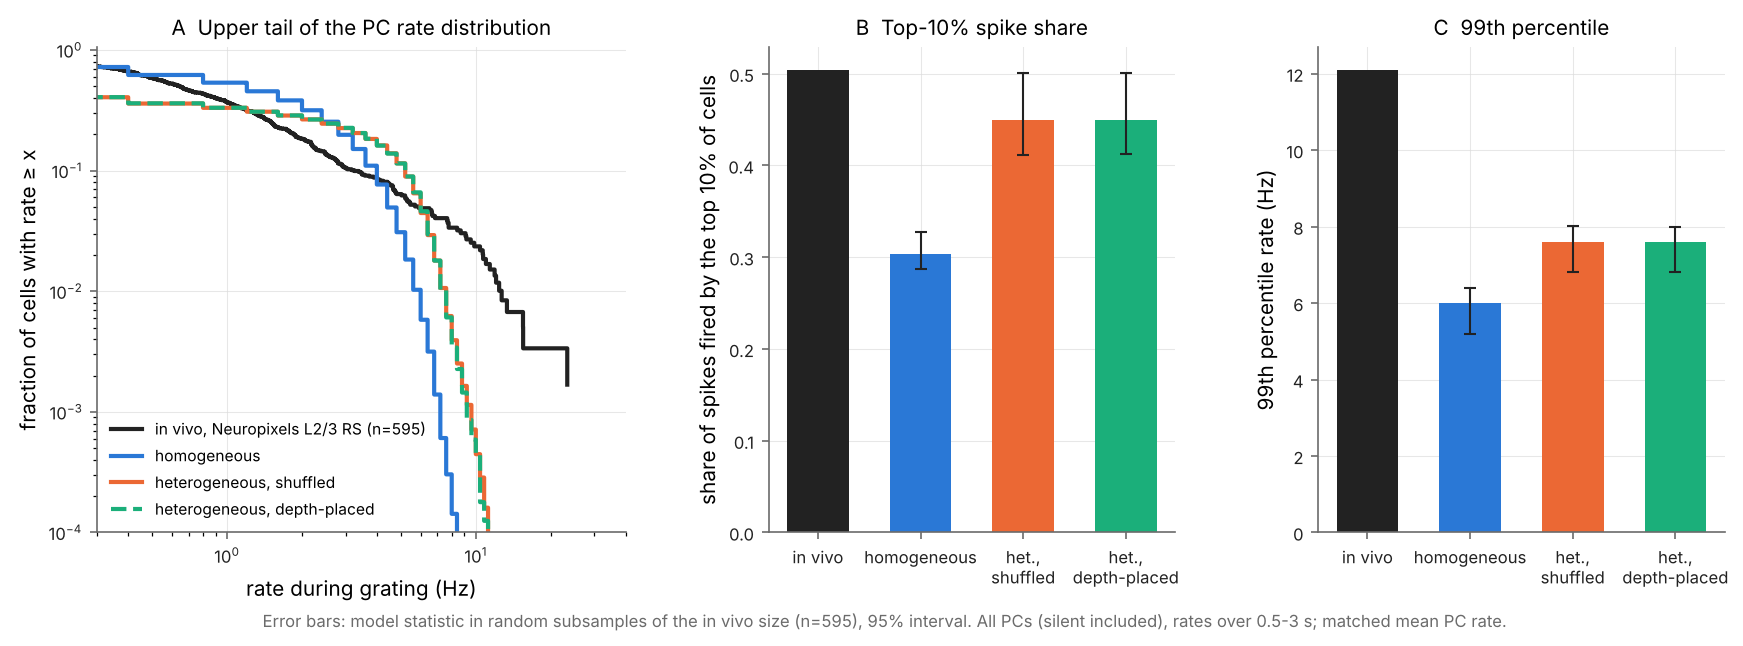 A Upper tail of the PC rate distribution
fraction of cells with rate ≥ x
10⁰
10⁻¹
10⁻²
10⁻³
10⁻⁴
in vivo, Neuropixels L2/3 RS (n=595)
homogeneous
heterogeneous, shuffled
heterogeneous, depth-placed
10⁰
10¹
rate during grating (Hz)
B Top-10% spike share
share of spikes fired by the top 10% of cells
0.5
0.4
0.3
0.2
0.1
0.0
in vivo
homogeneous
het.,
shuffled
het.,
depth-placed
C 99th percentile
99th percentile rate (Hz)
12
10
8
6
4
2
0
in vivo
homogeneous
het.,
shuffled
het.,
depth-placed
Error bars: model statistic in random subsamples of the in vivo size (n=595), 95% interval. All PCs (silent included), rates over 0.5-3 s; matched mean PC rate.